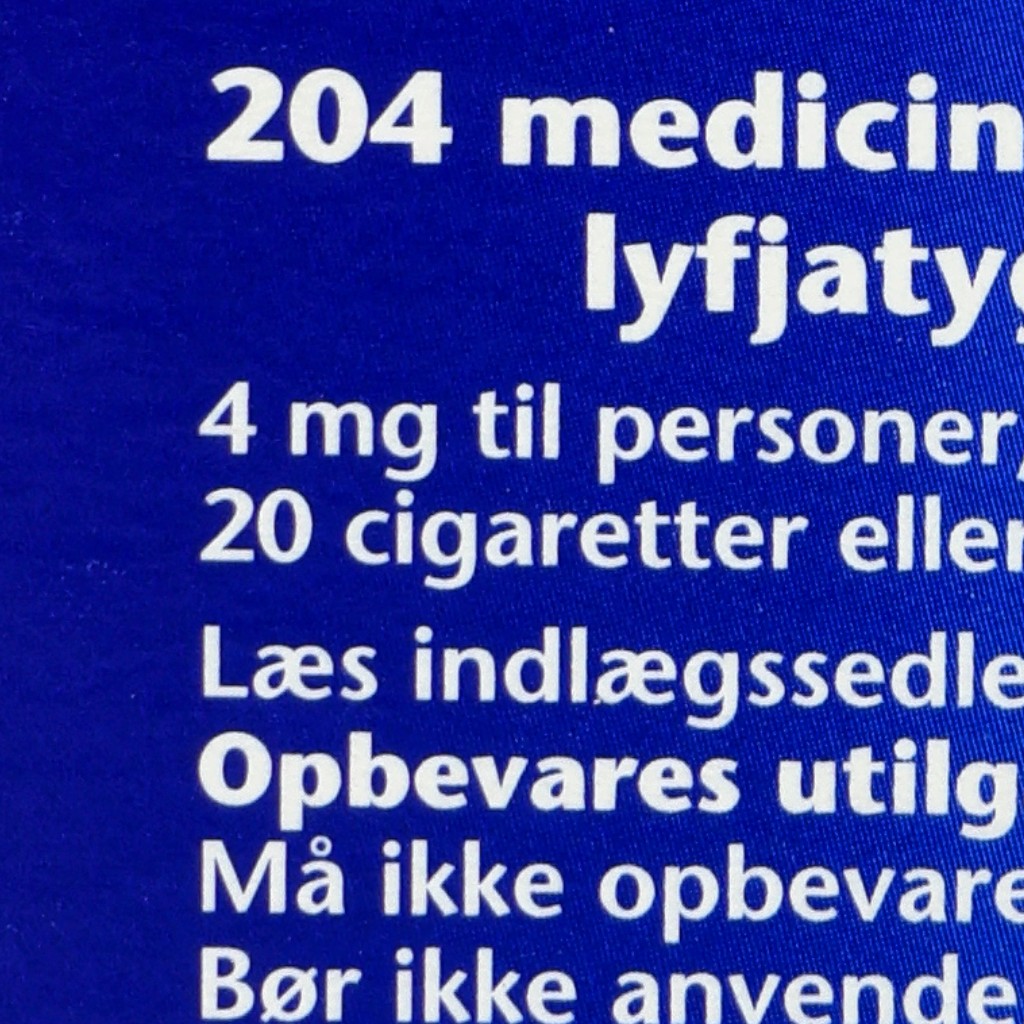 204 medicin
lyfjaty
4 mg til personer,
20 cigaretter eller
Læs indlægssedle
Opbevares utilg
Må ikke opbevare
Bør ikke anvende